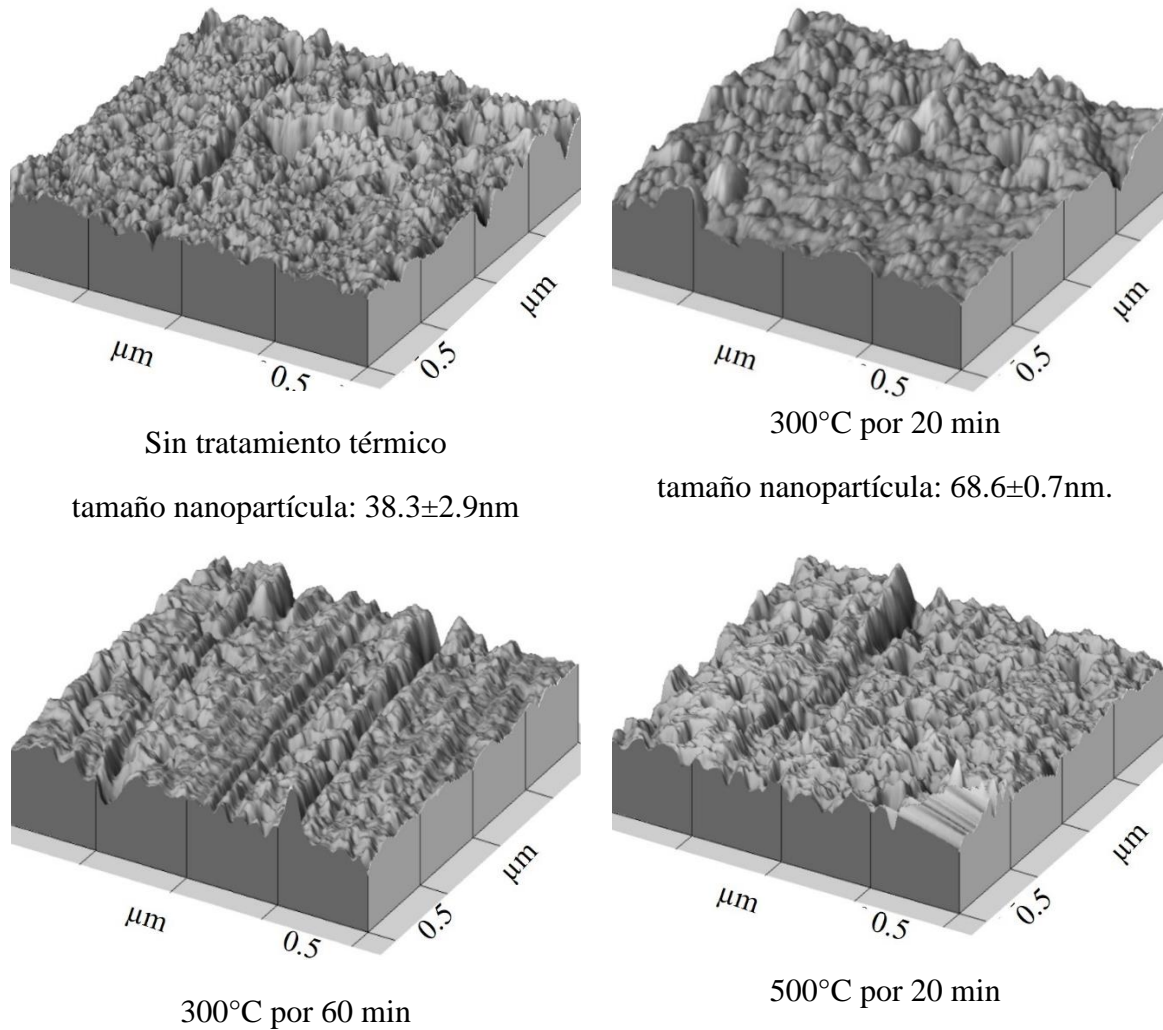 µm
0.5
0.5
µm
Sin tratamiento térmico
tamaño nanopartícula: 38.3±2.9nm
µm
0.5
0.5
µm
300°C por 20 min
tamaño nanopartícula: 68.6±0.7nm.
µm
0.5
0.5
µm
300°C por 60 min
µm
0.5
0.5
µm
500°C por 20 min